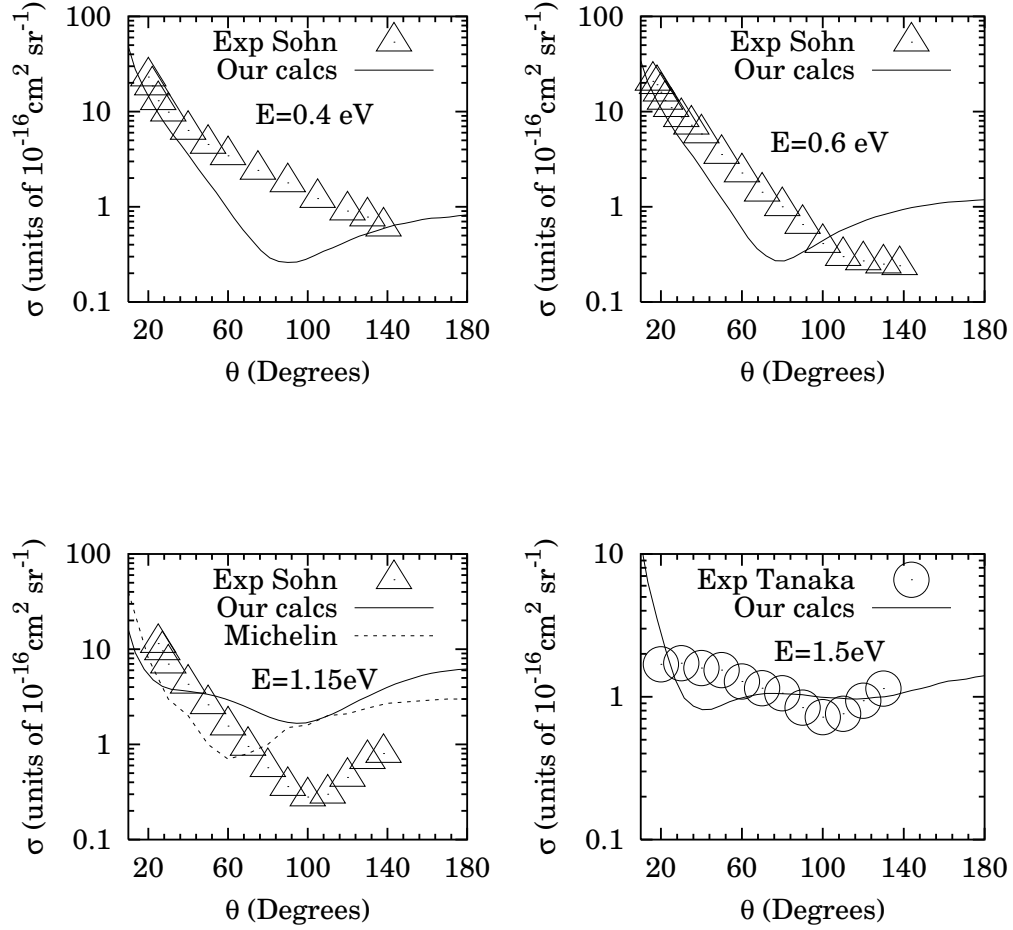 σ (units of 10⁻¹⁶cm² sr⁻¹)
100
10
1
0.1
Exp Sohn
Our calcs
E=0.4 eV
20 60 100 140 180
θ (Degrees)
σ (units of 10⁻¹⁶cm² sr⁻¹)
100
10
1
0.1
Exp Sohn
Our calcs
E=0.6 eV
20 60 100 140 180
θ (Degrees)
σ (units of 10⁻¹⁶cm² sr⁻¹)
100
10
1
0.1
Exp Sohn
Our calcs
Michelin
E=1.15eV
20 60 100 140 180
θ (Degrees)
σ (units of 10⁻¹⁶cm² sr⁻¹)
10
1
0.1
Exp Tanaka
Our calcs
E=1.5eV
20 60 100 140 180
θ (Degrees)